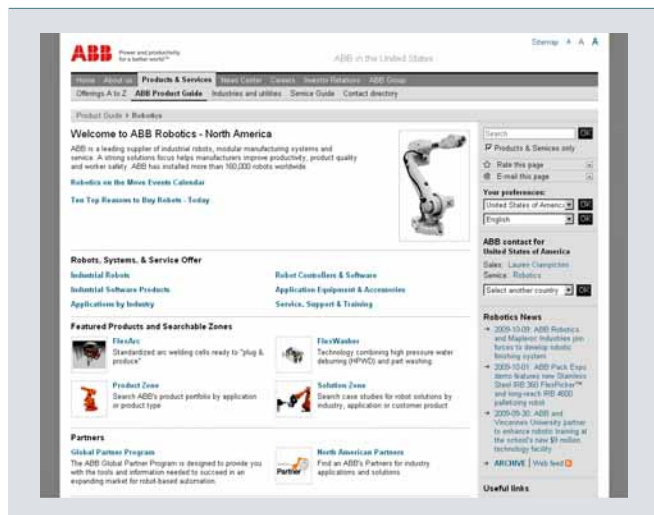 ABB
Power and productivity
for a better world™
ABB in the United States
Sitemap A A A
Home About us Products & Services News Center Careers Investor Relations ABB Group
Offerings A to Z ABB Product Guide Industries and utilities Service Guide Contact directory
Product Guide › Robotics
Welcome to ABB Robotics - North America
ABB is a leading supplier of industrial robots, modular manufacturing systems and
service. A strong solutions focus helps manufacturers improve productivity, product quality
and worker safety. ABB has installed more than 160,000 robots worldwide.
Robotics on the Move Events Calendar
Ten Top Reasons to Buy Robots - Today
Robots, Systems, & Service Offer
Industrial Robots
Robot Controllers & Software
Industrial Software Products
Application Equipment & Accessories
Applications by Industry
Service, Support & Training
Featured Products and Searchable Zones
FlexArc
Standardized arc welding cells ready to "plug &
produce"
FlexWasher
Technology combining high pressure water
deburring (HPWD) and part washing
Product Zone
Search ABB's product portfolio by application
or product type
Solution Zone
Search case studies for robot solutions by
industry, application or customer product
Partners
Global Partner Program
The ABB Global Partner Program is designed to provide you
with the tools and information needed to succeed in an
expanding market for robot-based automation.
Partner
North American Partners
Find an ABB's Partners for industry
applications and solutions
Search OK
Products & Services only
Rate this page
E-mail this page
Your preferences:
United States of America OK
English OK
ABB contact for
United States of America
Sales: Lauren
Service: Robotics
Select another country OK
Robotics News
2009-10-09: ABB Robotics
and Mapleroc Industries join
forces to develop robotic
finishing system
2009-10-01: ABB Pack Expo
demo features new Stainless
Steel IRB 360 FlexPicker™
and long-reach IRB 4600
palletizing robot
2009-09-30: ABB and
Vincennes University partner
to enhance robotic training at
the school's new $9 million
technology facility
ARCHIVE | Web feed
Useful links